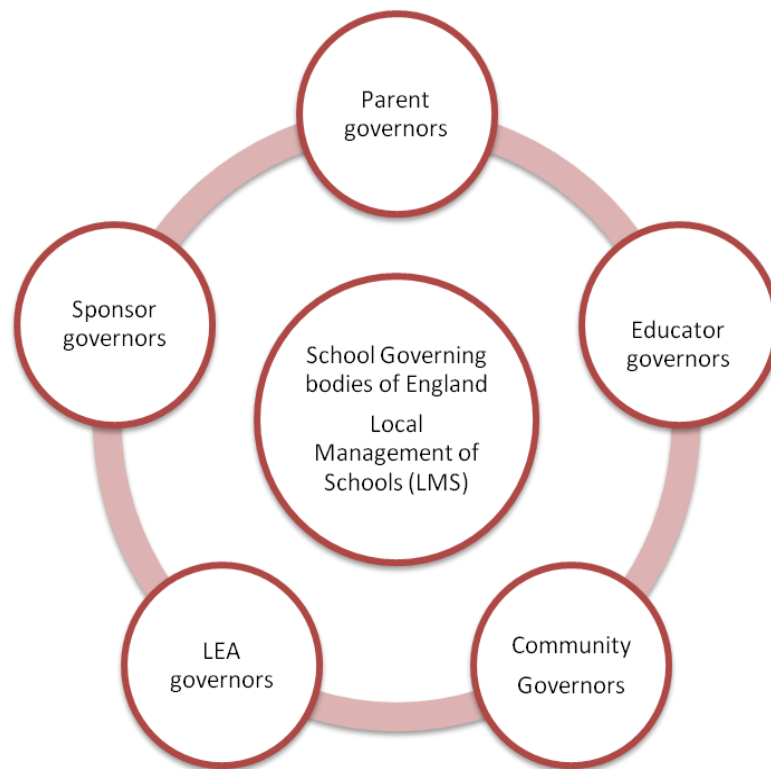 Parent
governors
Sponsor
governors
Educator
governors
School Governing
bodies of England
Local
Management of
Schools (LMS)
LEA
governors
Community
Governors